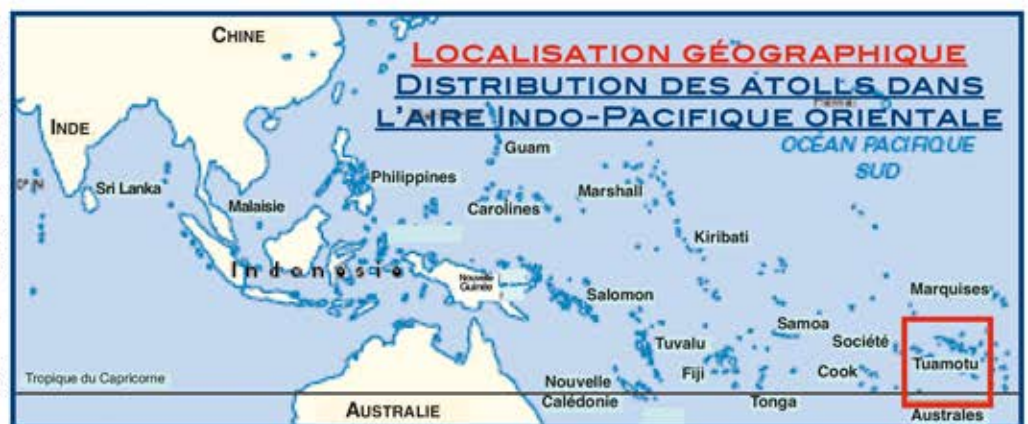 CHINE
LOCALISATION GÉOGRAPHIQUE
DISTRIBUTION DES ATOLLS DANS
L'AIRE INDO-PACIFIQUE ORIENTALE
INDE
OCÉAN PACIFIQUE
SUD
Guam
Sri Lanka
Philippines
Malaisie
Marshall
Carolines
Kiribati
Indonesie
Nouvelle
Guinée
Salomon
Marquises
Samoa
Société
Tuvalu
Tuamotu
Fiji
Cook
Tropique du Capricorne
Nouvelle
Calédonie
Tonga
AUSTRALIE
Australes